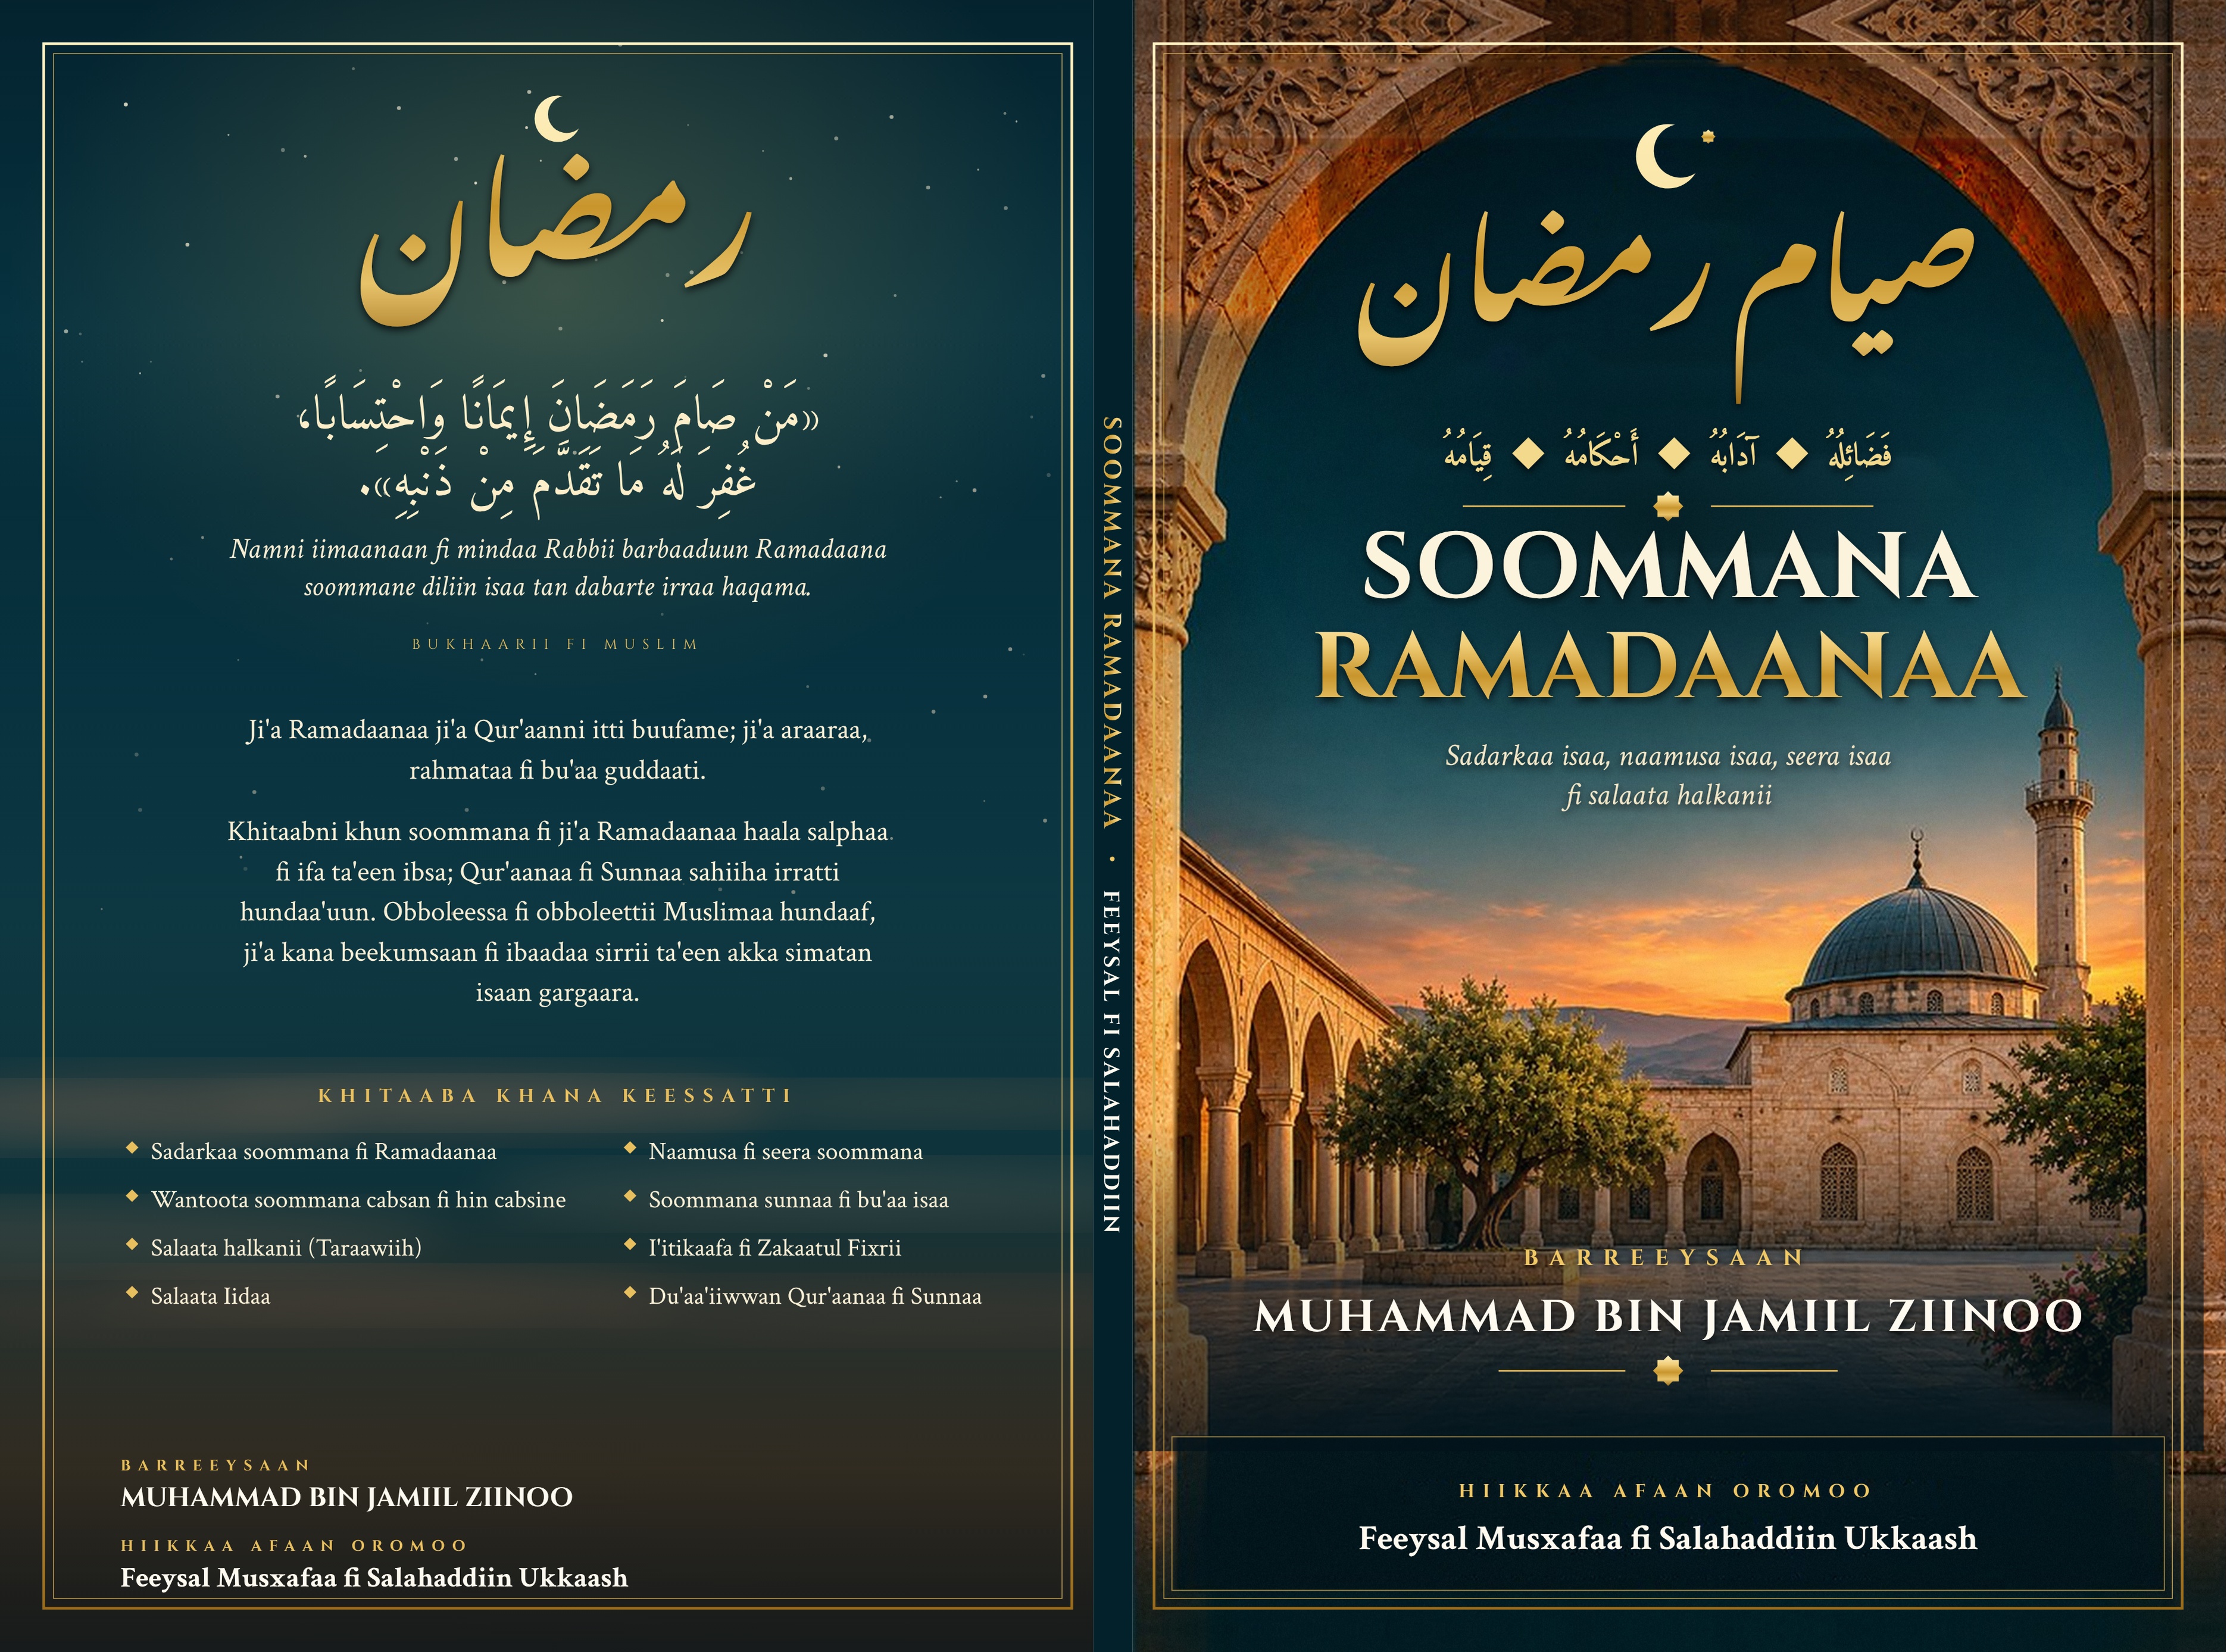 رمضان
«مَنْ صَامَ رَمَضَانَ إِيمَانًا وَاحْتِسَابًا،
غُفِرَ لَهُ مَا تَقَدَّمَ مِنْ ذَنْبِهِ».
Namni iimaanaan fi mindaa Rabbii barbaaduun Ramadaana
soommane diliin isaa tan dabarte irraa haqama.
BUKHAARII FI MUSLIM
Ji'a Ramadaanaa ji'a Qur'aanni itti buufame; ji'a araaraa,
rahmataa fi bu'aa guddaati.
Khitaabni khun soommana fi ji'a Ramadaanaa haala salphaa
fi ifa ta'een ibsa; Qur'aanaa fi Sunnaa sahiiha irratti
hundaa'uun. Obboleessa fi obboleettii Muslimaa hundaaf,
ji'a kana beekumsaan fi ibaadaa sirrii ta'een akka simatan
isaan gargaara.
KHITAABA KHANA KEESSATTI
Sadarkaa soommana fi Ramadaanaa
Wantoota soommana cabsan fi hin cabsine
Salaata halkanii (Taraawiih)
Salaata Iidaa
Naamusa fi seera soommana
Soommana sunnaa fi bu'aa isaa
I'itikaafa fi Zakaatul Fixrii
Du'aa'iiwwan Qur'aanaa fi Sunnaa
BARREEYSAAN
MUHAMMAD BIN JAMIIL ZIINOO
HIIKKAA AFAAN OROMOO
Feeysal Musxafaa fi Salahaddiin Ukkaash
SOOMMANA RAMADAANAA • FEEYSAL FI SALAHADDIIN
صيام رمضان
فَضَائِلُهُ ◆ آدَابُهُ ◆ أَحْكَامُهُ ◆ قِيَامُهُ
SOOMMANA
RAMADAANAA
Sadarkaa isaa, naamusa isaa, seera isaa
fi salaata halkanii
BARREEYSAAN
MUHAMMAD BIN JAMIIL ZIINOO
HIIKKAA AFAAN OROMOO
Feeysal Musxafaa fi Salahaddiin Ukkaash